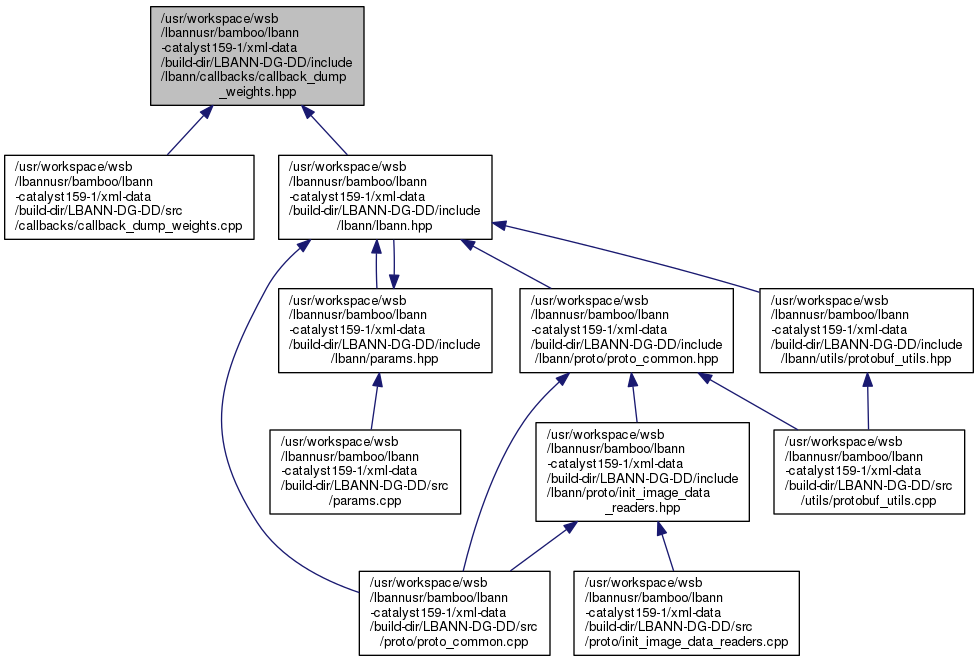 /usr/workspace/wsb
/lbannusr/bamboo/lbann
-catalyst159-1/xml-data
/build-dir/LBANN-DG-DD/include
/lbann/callbacks/callback_dump
_weights.hpp
/usr/workspace/wsb
/lbannusr/bamboo/lbann
-catalyst159-1/xml-data
/build-dir/LBANN-DG-DD/src
/callbacks/callback_dump_weights.cpp
/usr/workspace/wsb
/lbannusr/bamboo/lbann
-catalyst159-1/xml-data
/build-dir/LBANN-DG-DD/include
/lbann/lbann.hpp
/usr/workspace/wsb
/lbannusr/bamboo/lbann
-catalyst159-1/xml-data
/build-dir/LBANN-DG-DD/include
/lbann/params.hpp
/usr/workspace/wsb
/lbannusr/bamboo/lbann
-catalyst159-1/xml-data
/build-dir/LBANN-DG-DD/include
/lbann/proto/proto_common.hpp
/usr/workspace/wsb
/lbannusr/bamboo/lbann
-catalyst159-1/xml-data
/build-dir/LBANN-DG-DD/include
/lbann/utils/protobuf_utils.hpp
/usr/workspace/wsb
/lbannusr/bamboo/lbann
-catalyst159-1/xml-data
/build-dir/LBANN-DG-DD/src
/params.cpp
/usr/workspace/wsb
/lbannusr/bamboo/lbann
-catalyst159-1/xml-data
/build-dir/LBANN-DG-DD/include
/lbann/proto/init_image_data
_readers.hpp
/usr/workspace/wsb
/lbannusr/bamboo/lbann
-catalyst159-1/xml-data
/build-dir/LBANN-DG-DD/src
/utils/protobuf_utils.cpp
/usr/workspace/wsb
/lbannusr/bamboo/lbann
-catalyst159-1/xml-data
/build-dir/LBANN-DG-DD/src
/proto/proto_common.cpp
/usr/workspace/wsb
/lbannusr/bamboo/lbann
-catalyst159-1/xml-data
/build-dir/LBANN-DG-DD/src
/proto/init_image_data_readers.cpp